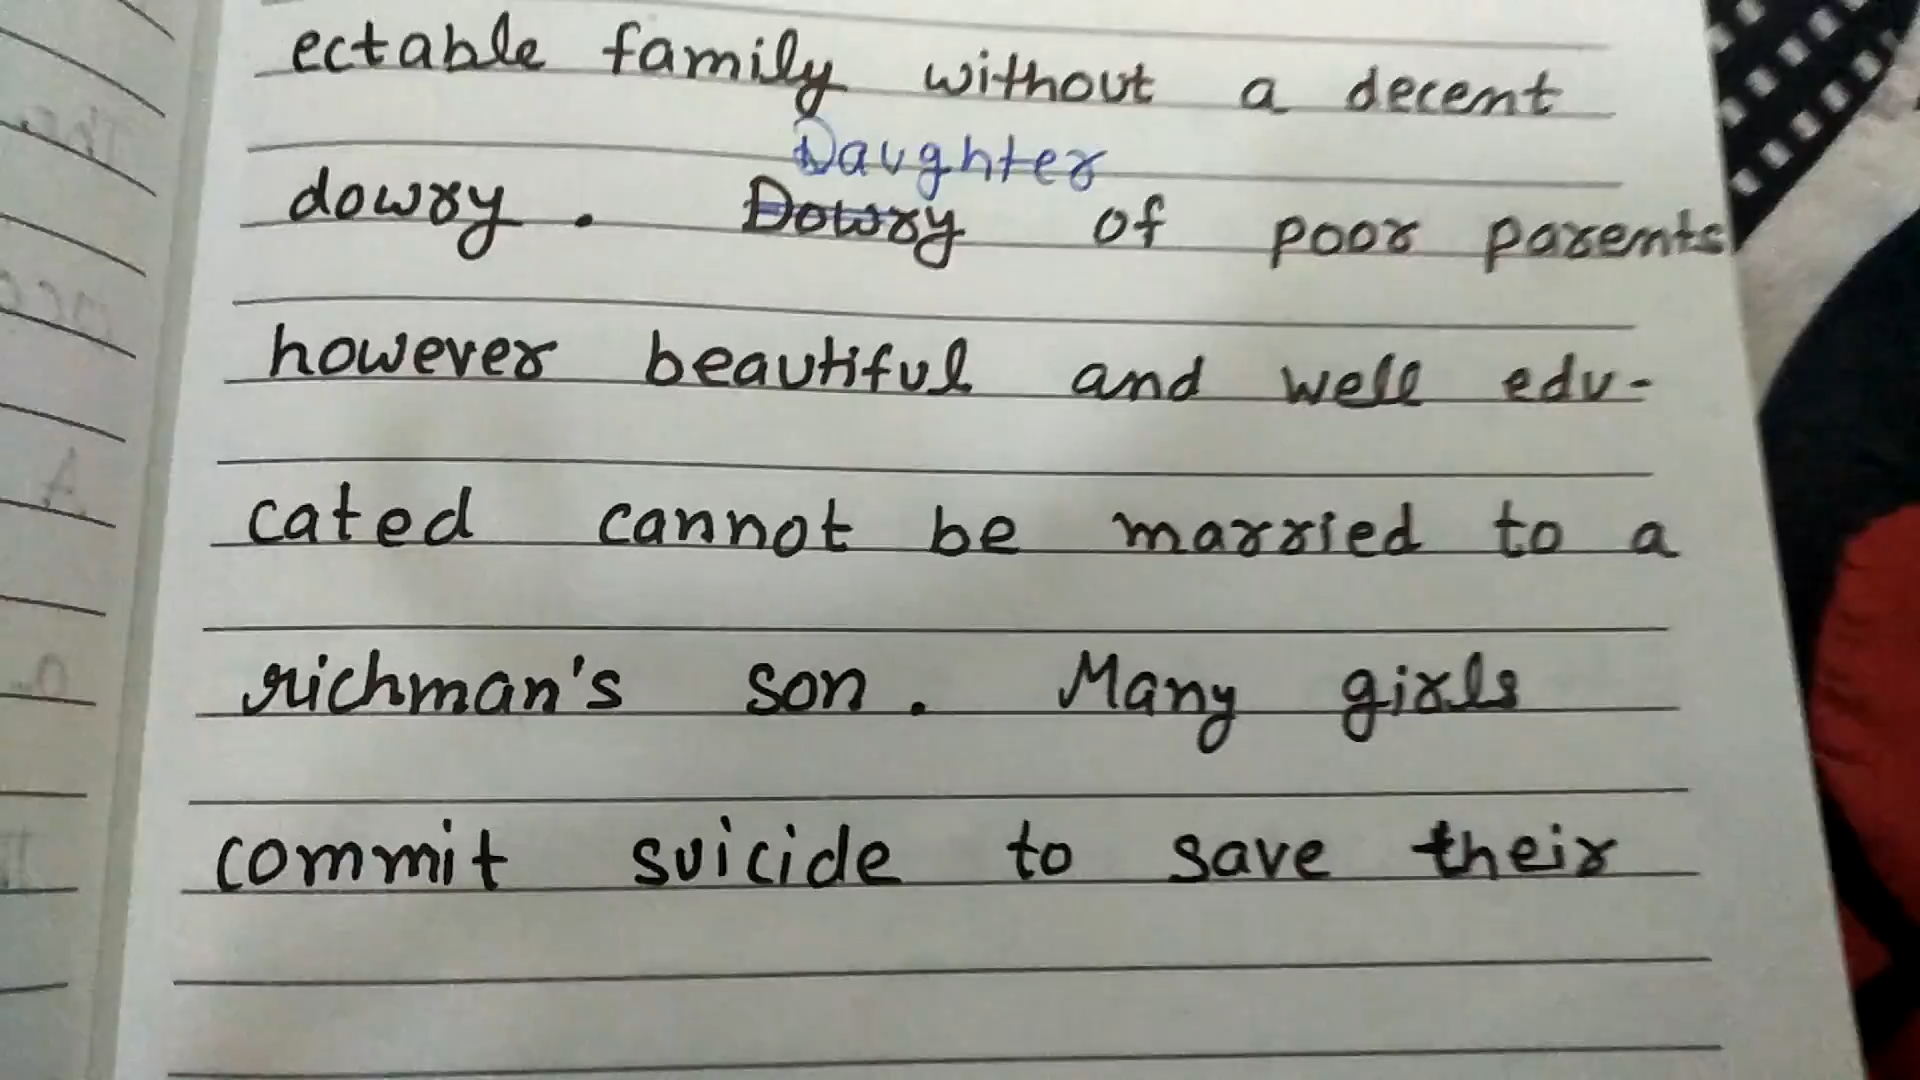 ectable family without a decent
Daughter
dowry. Dowry of poor parents
however beautiful and well edu-
cated cannot be married to a
richman's son. Many girls
commit suicide to save their